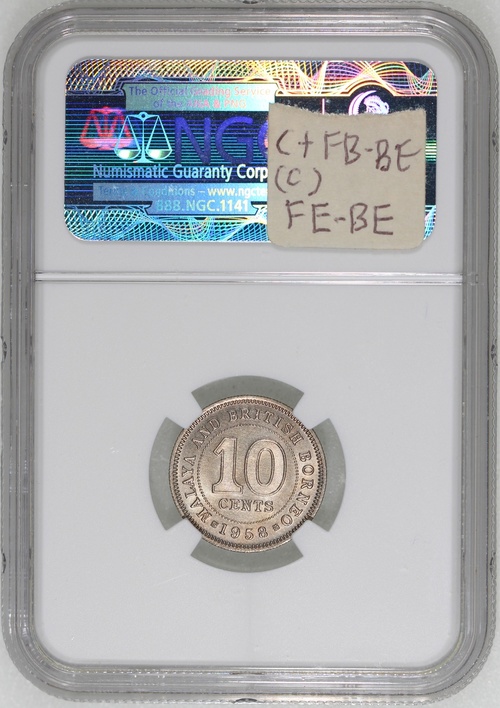 The Official Grading Service
of the
NGC
Numismatic Guaranty Corp
Conditions – www.ngc
888.NGC.1141
C+FB-BE
(C)
FE-BE
MALAYA AND BRITISH BORNEO
10
CENTS
1958